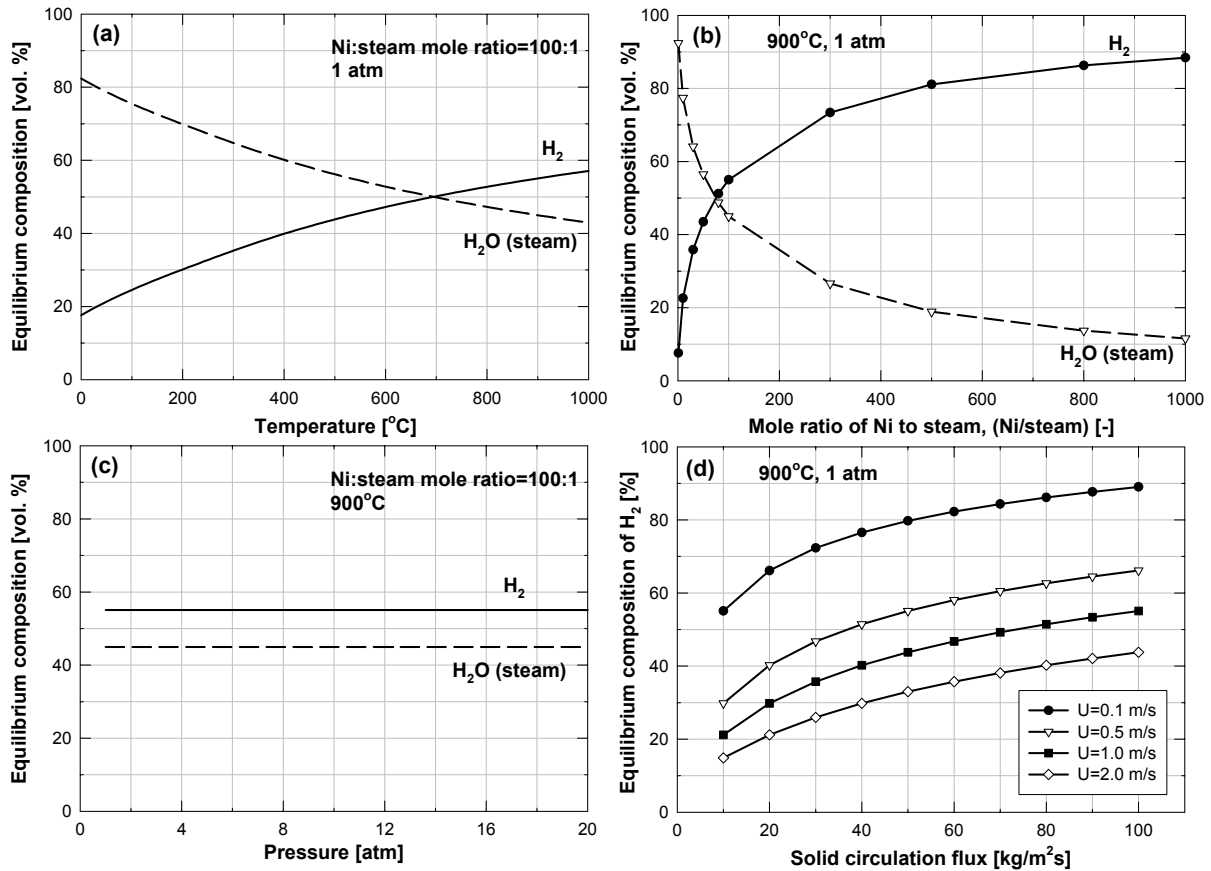 (a)
Ni:steam mole ratio=100:1
1 atm
H2
H2O (steam)
Equilibrium composition [vol. %]
100
80
60
40
20
0
0 200 400 600 800 1000
Temperature [oC]
(b)
900oC, 1 atm
H2
H2O (steam)
Equilibrium composition [vol. %]
100
80
60
40
20
0
0 200 400 600 800 1000
Mole ratio of Ni to steam, (Ni/steam) [-]
(c)
Ni:steam mole ratio=100:1
900oC
H2
H2O (steam)
Equilibrium composition [vol. %]
100
80
60
40
20
0
0 4 8 12 16 20
Pressure [atm]
(d)
900oC, 1 atm
Equilibrium composition of H2 [%]
100
80
60
40
20
0
0 20 40 60 80 100
Solid circulation flux [kg/m2s]
U=0.1 m/s
U=0.5 m/s
U=1.0 m/s
U=2.0 m/s